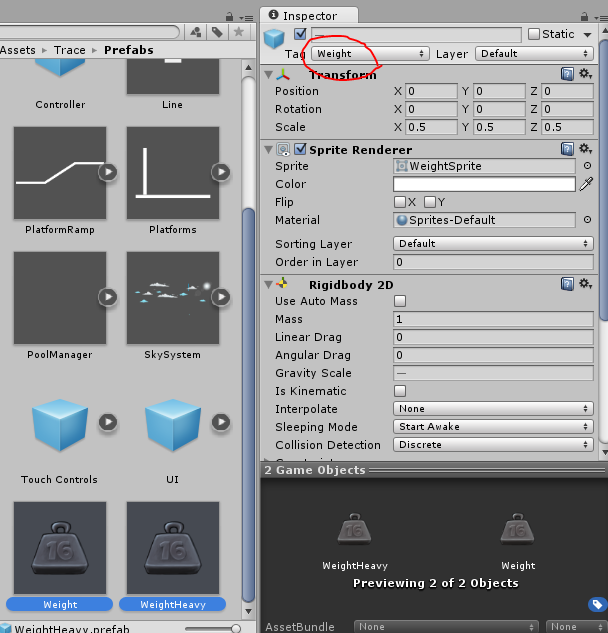 Assets ▸ Trace ▸ Prefabs
Controller
Line
PlatformRamp
Platforms
PoolManager
SkySystem
Touch Controls
UI
16
16
Weight
WeightHeavy
WeightHeavy.prefab
Inspector
— Static
Tag Weight Layer Default
Transform
Position X 0 Y 0 Z 0
Rotation X 0 Y 0 Z 0
Scale X 0.5 Y 0.5 Z 0.5
Sprite Renderer
Sprite WeightSprite
Color
Flip X Y
Material Sprites-Default
Sorting Layer Default
Order in Layer 0
Rigidbody 2D
Use Auto Mass
Mass 1
Linear Drag 0
Angular Drag 0
Gravity Scale —
Is Kinematic
Interpolate None
Sleeping Mode Start Awake
Collision Detection Discrete
2 Game Objects
16
16
WeightHeavy
Weight
Previewing 2 of 2 Objects
AssetBundle None None